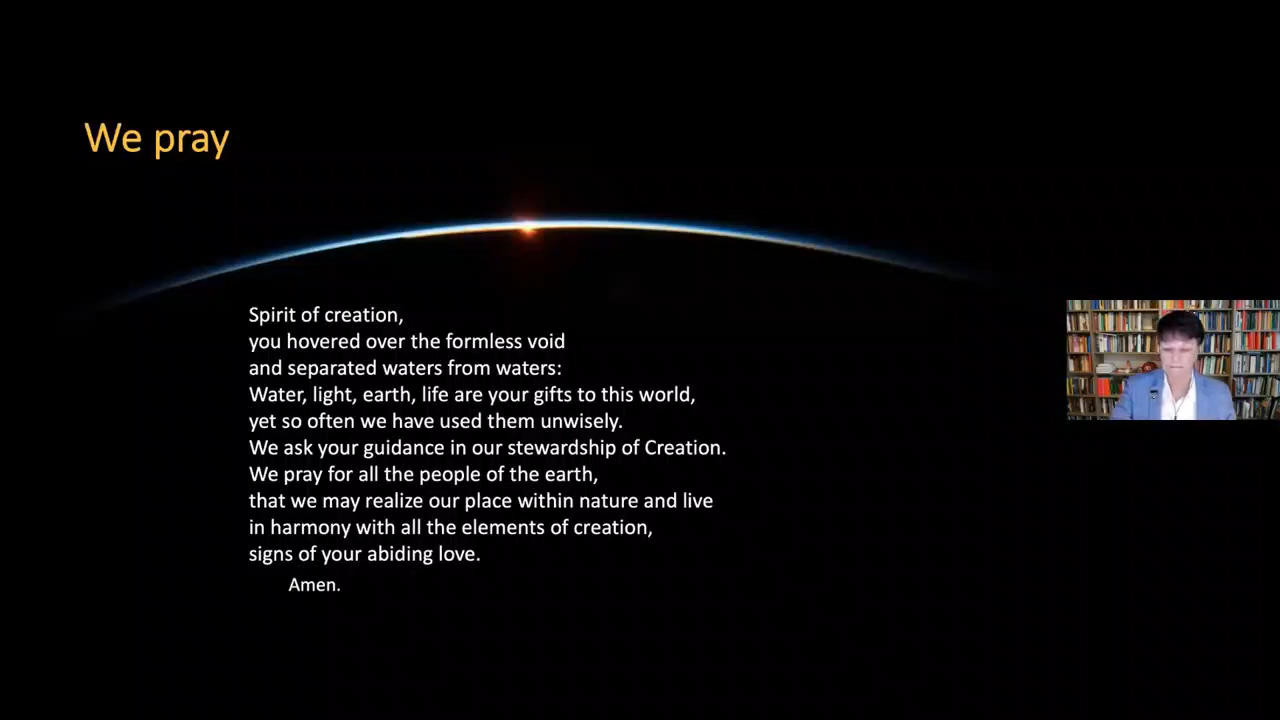 We pray
Spirit of creation,
you hovered over the formless void
and separated waters from waters:
Water, light, earth, life are your gifts to this world,
yet so often we have used them unwisely.
We ask your guidance in our stewardship of Creation.
We pray for all the people of the earth,
that we may realize our place within nature and live
in harmony with all the elements of creation,
signs of your abiding love.
Amen.